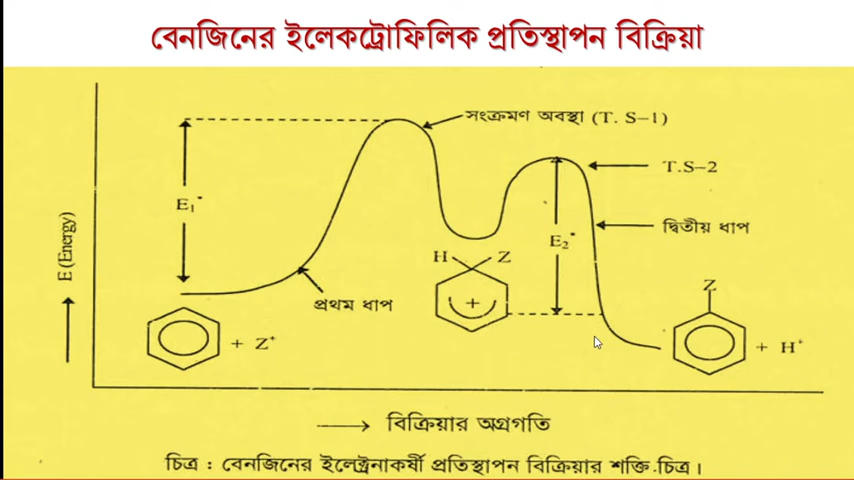 বেনজিনের ইলেকট্রোফিলিক প্রতিস্থাপন বিক্রিয়া
সংক্রমণ অবস্থা (T. S–1)
T.S–2
E₁*
E₂*
দ্বিতীয় ধাপ
E (Energy)
H Z
+
প্রথম ধাপ
Z
+ Z⁺
+ H⁺
→ বিক্রিয়ার অগ্রগতি
চিত্র : বেনজিনের ইলেক্ট্রনাকর্ষী প্রতিস্থাপন বিক্রিয়ার শক্তি চিত্র।